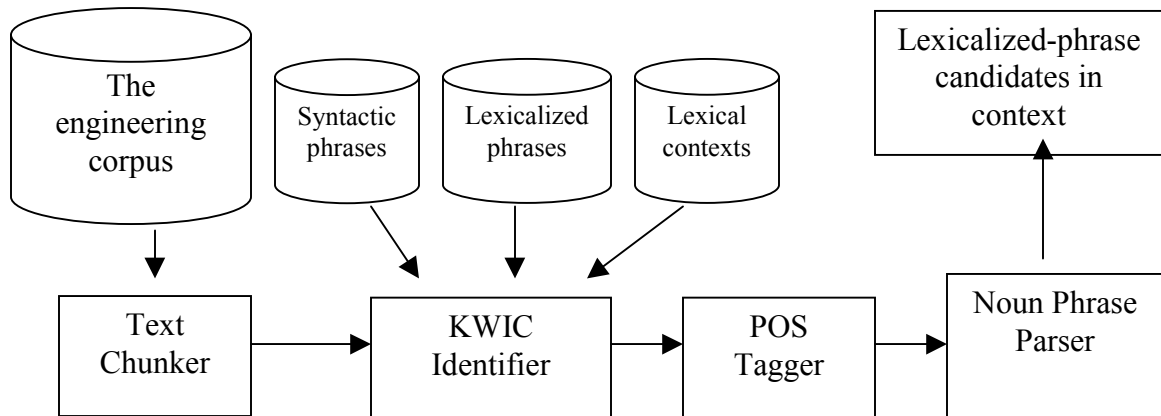 The
engineering
corpus
Syntactic
phrases
Lexicalized
phrases
Lexical
contexts
Lexicalized-phrase
candidates in
context
Text
Chunker
KWIC
Identifier
POS
Tagger
Noun Phrase
Parser